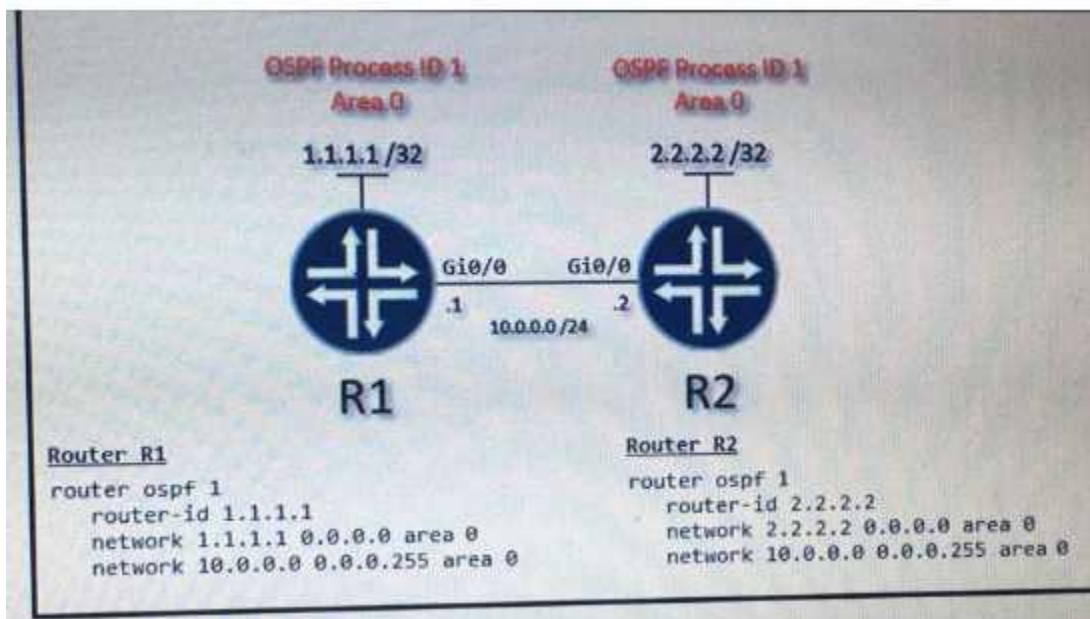 OSPF Process ID 1
Area 0
OSPF Process ID 1
Area 0
1.1.1.1 /32
2.2.2.2 /32
Gi0/0
Gi0/0
.1
.2
10.0.0.0 /24
R1
R2
Router R1
router ospf 1
router-id 1.1.1.1
network 1.1.1.1 0.0.0.0 area 0
network 10.0.0.0 0.0.0.255 area 0
Router R2
router ospf 1
router-id 2.2.2.2
network 2.2.2.2 0.0.0.0 area 0
network 10.0.0.0 0.0.0.255 area 0